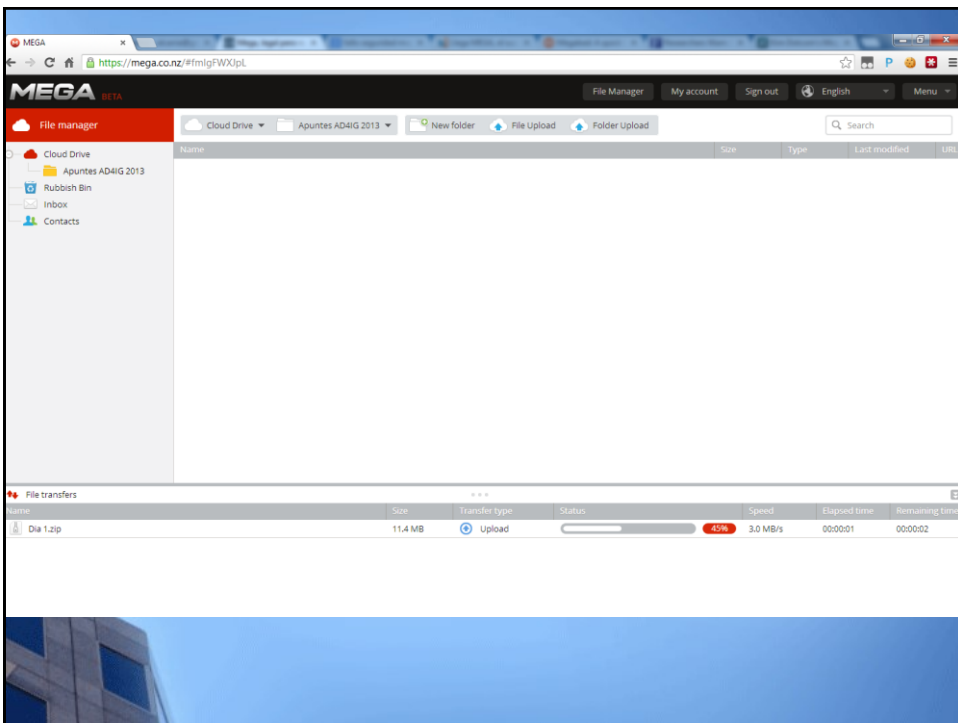 MEGA
https://mega.co.nz/#fmIgFWXJpL
MEGA BETA
File Manager My account Sign out English Menu
File manager
Cloud Drive Apuntes AD4IG 2013 New folder File Upload Folder Upload Search
Name Size Type Last modified URL
Cloud Drive
Apuntes AD4IG 2013
Rubbish Bin
Inbox
Contacts
File transfers
Name Size Transfer type Status Speed Elapsed time Remaining time
Dia 1.zip 11.4 MB Upload 45% 3.0 MB/s 00:00:01 00:00:02